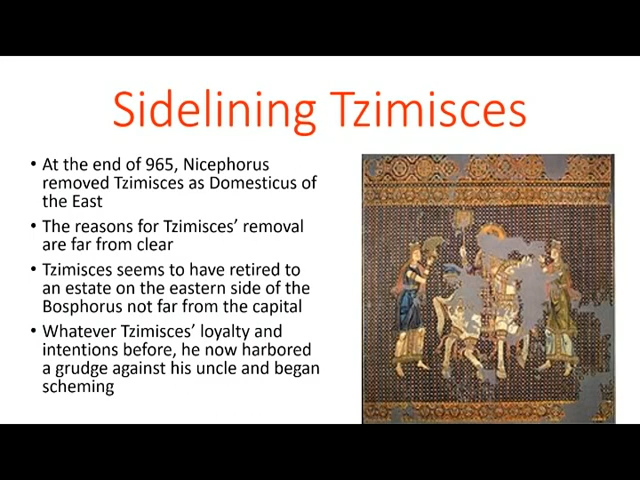 Sidelining Tzimisces
• At the end of 965, Nicephorus
removed Tzimisces as Domesticus of
the East
• The reasons for Tzimisces’ removal
are far from clear
• Tzimisces seems to have retired to
an estate on the eastern side of the
Bosphorus not far from the capital
• Whatever Tzimisces’ loyalty and
intentions before, he now harbored
a grudge against his uncle and began
scheming